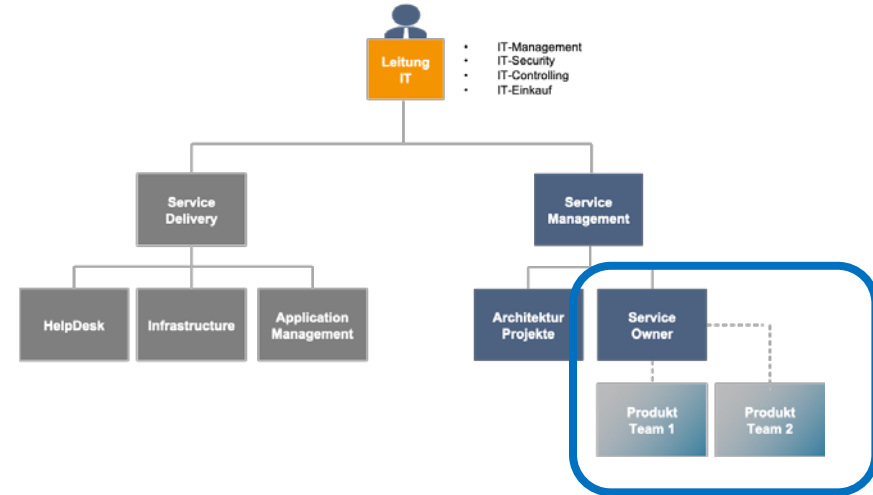 Leitung
IT
• IT-Management
• IT-Security
• IT-Controlling
• IT-Einkauf
Service
Delivery
Service
Management
HelpDesk
Infrastructure
Application
Management
Architektur
Projekte
Service
Owner
Produkt
Team 1
Produkt
Team 2